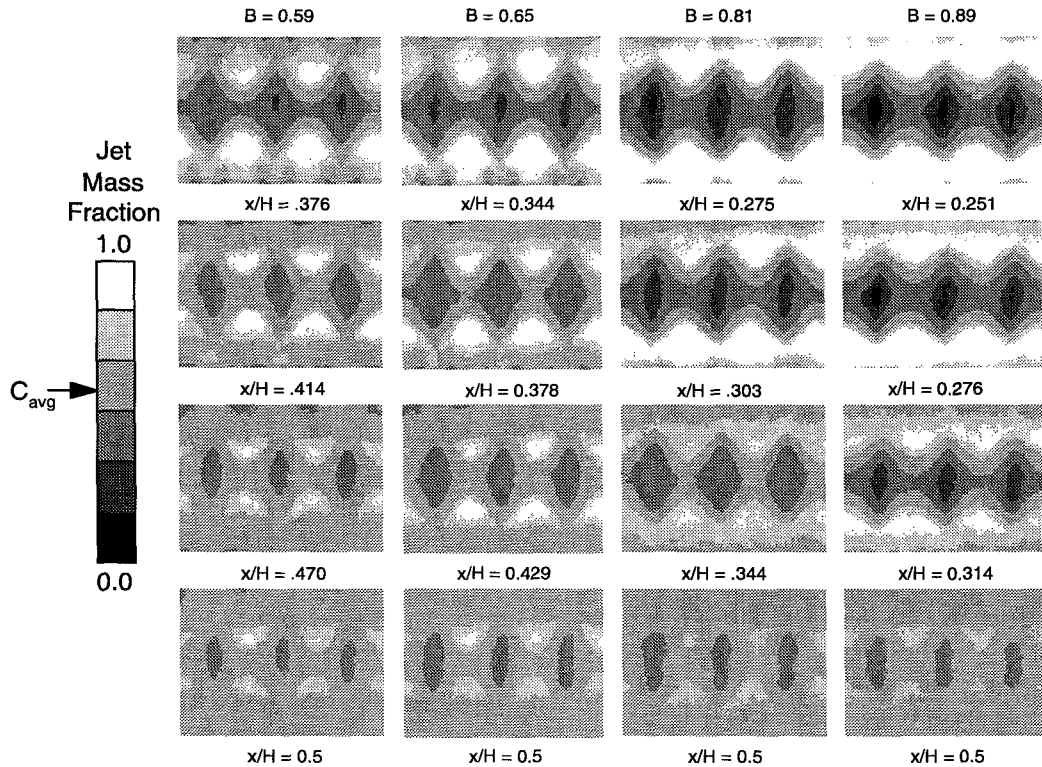 B = 0.59 B = 0.65 B = 0.81 B = 0.89
Jet
Mass
Fraction
1.0
C avg
0.0
x/H = .376 x/H = 0.344 x/H = 0.275 x/H = 0.251
x/H = .414 x/H = 0.378 x/H = .303 x/H = 0.276
x/H = .470 x/H = 0.429 x/H = .344 x/H = 0.314
x/H = 0.5 x/H = 0.5 x/H = 0.5 x/H = 0.5